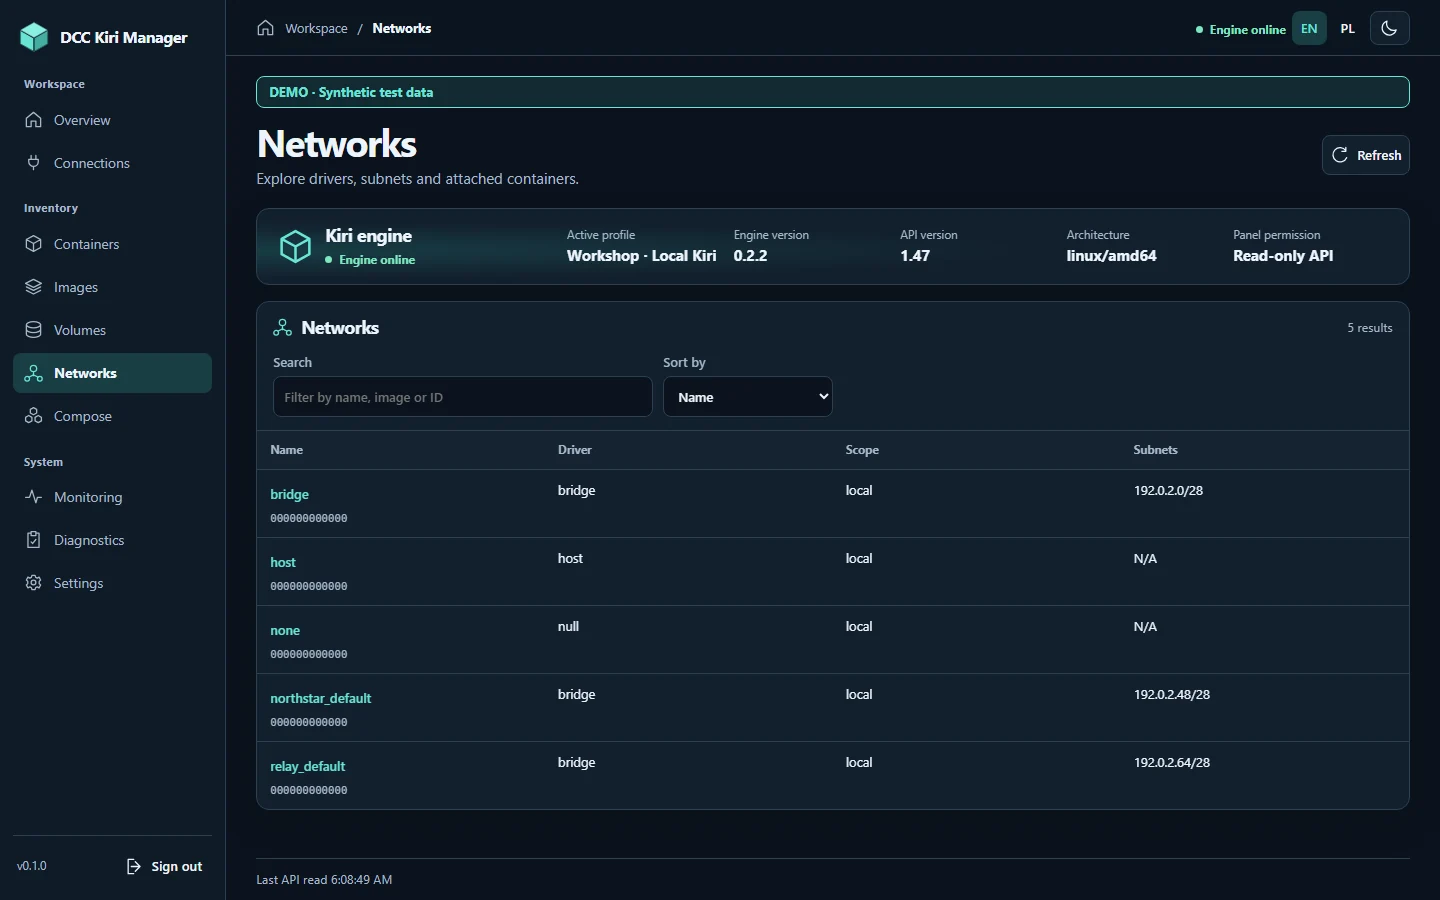 DCC Kiri Manager
Workspace
Overview
Connections
Inventory
Containers
Images
Volumes
Networks
Compose
System
Monitoring
Diagnostics
Settings
v0.1.0
Sign out
Workspace / Networks
Engine online
EN
PL
DEMO · Synthetic test data
Networks
Explore drivers, subnets and attached containers.
Refresh
Kiri engine
Engine online
Active profile
Workshop · Local Kiri
Engine version
0.2.2
API version
1.47
Architecture
linux/amd64
Panel permission
Read-only API
Networks
5 results
Search
Filter by name, image or ID
Sort by
Name
Name Driver Scope Subnets
bridge bridge local 192.0.2.0/28
000000000000
host host local N/A
000000000000
none null local N/A
000000000000
northstar_default bridge local 192.0.2.48/28
000000000000
relay_default bridge local 192.0.2.64/28
000000000000
Last API read 6:08:49 AM